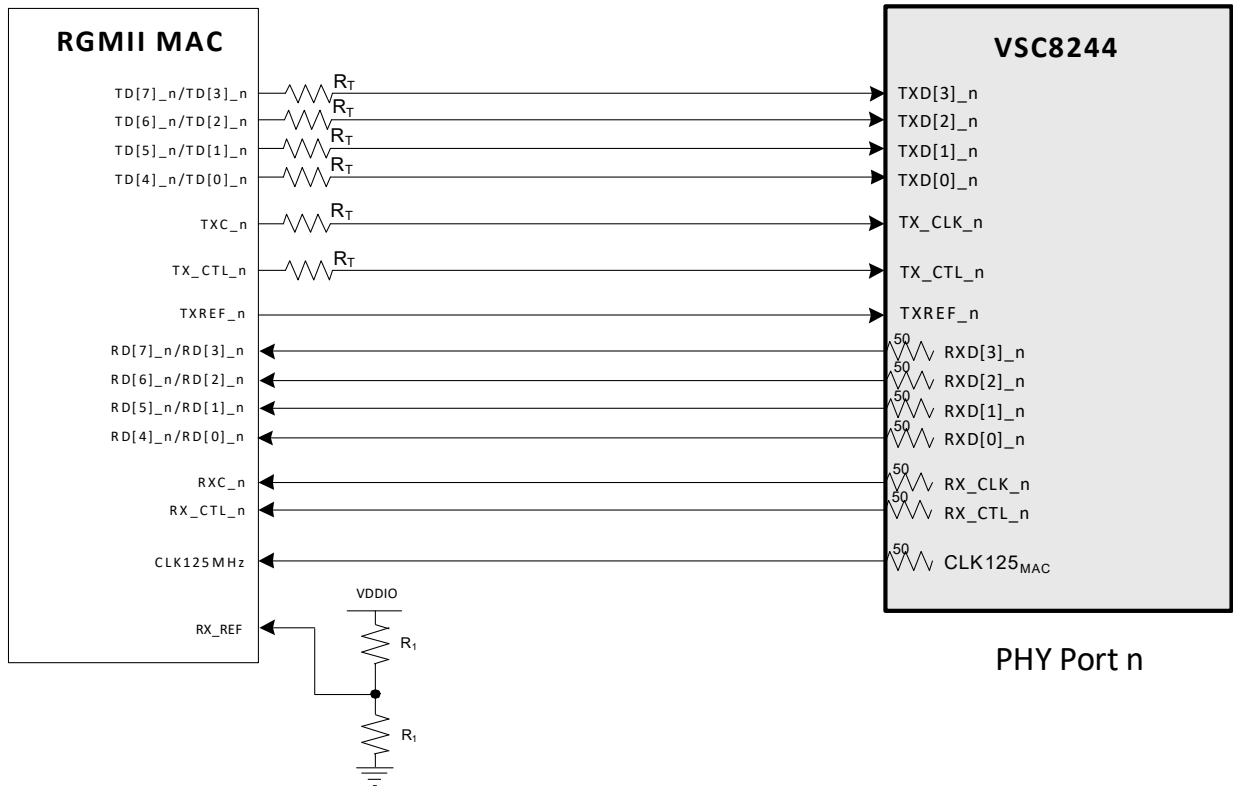 RGMII MAC
VSC8244
TD[7]_n/TD[3]_n
R_T
TXD[3]_n
TD[6]_n/TD[2]_n
R_T
TXD[2]_n
TD[5]_n/TD[1]_n
R_T
TXD[1]_n
TD[4]_n/TD[0]_n
R_T
TXD[0]_n
TXC_n
R_T
TX_CLK_n
TX_CTL_n
R_T
TX_CTL_n
TXREF_n
TXREF_n
RD[7]_n/RD[3]_n
50
RXD[3]_n
RD[6]_n/RD[2]_n
50
RXD[2]_n
RD[5]_n/RD[1]_n
50
RXD[1]_n
RD[4]_n/RD[0]_n
50
RXD[0]_n
RXC_n
50
RX_CLK_n
RX_CTL_n
50
RX_CTL_n
CLK125MHz
50
CLK125MAC
VDDIO
RX_REF
R1
R1
PHY Port n